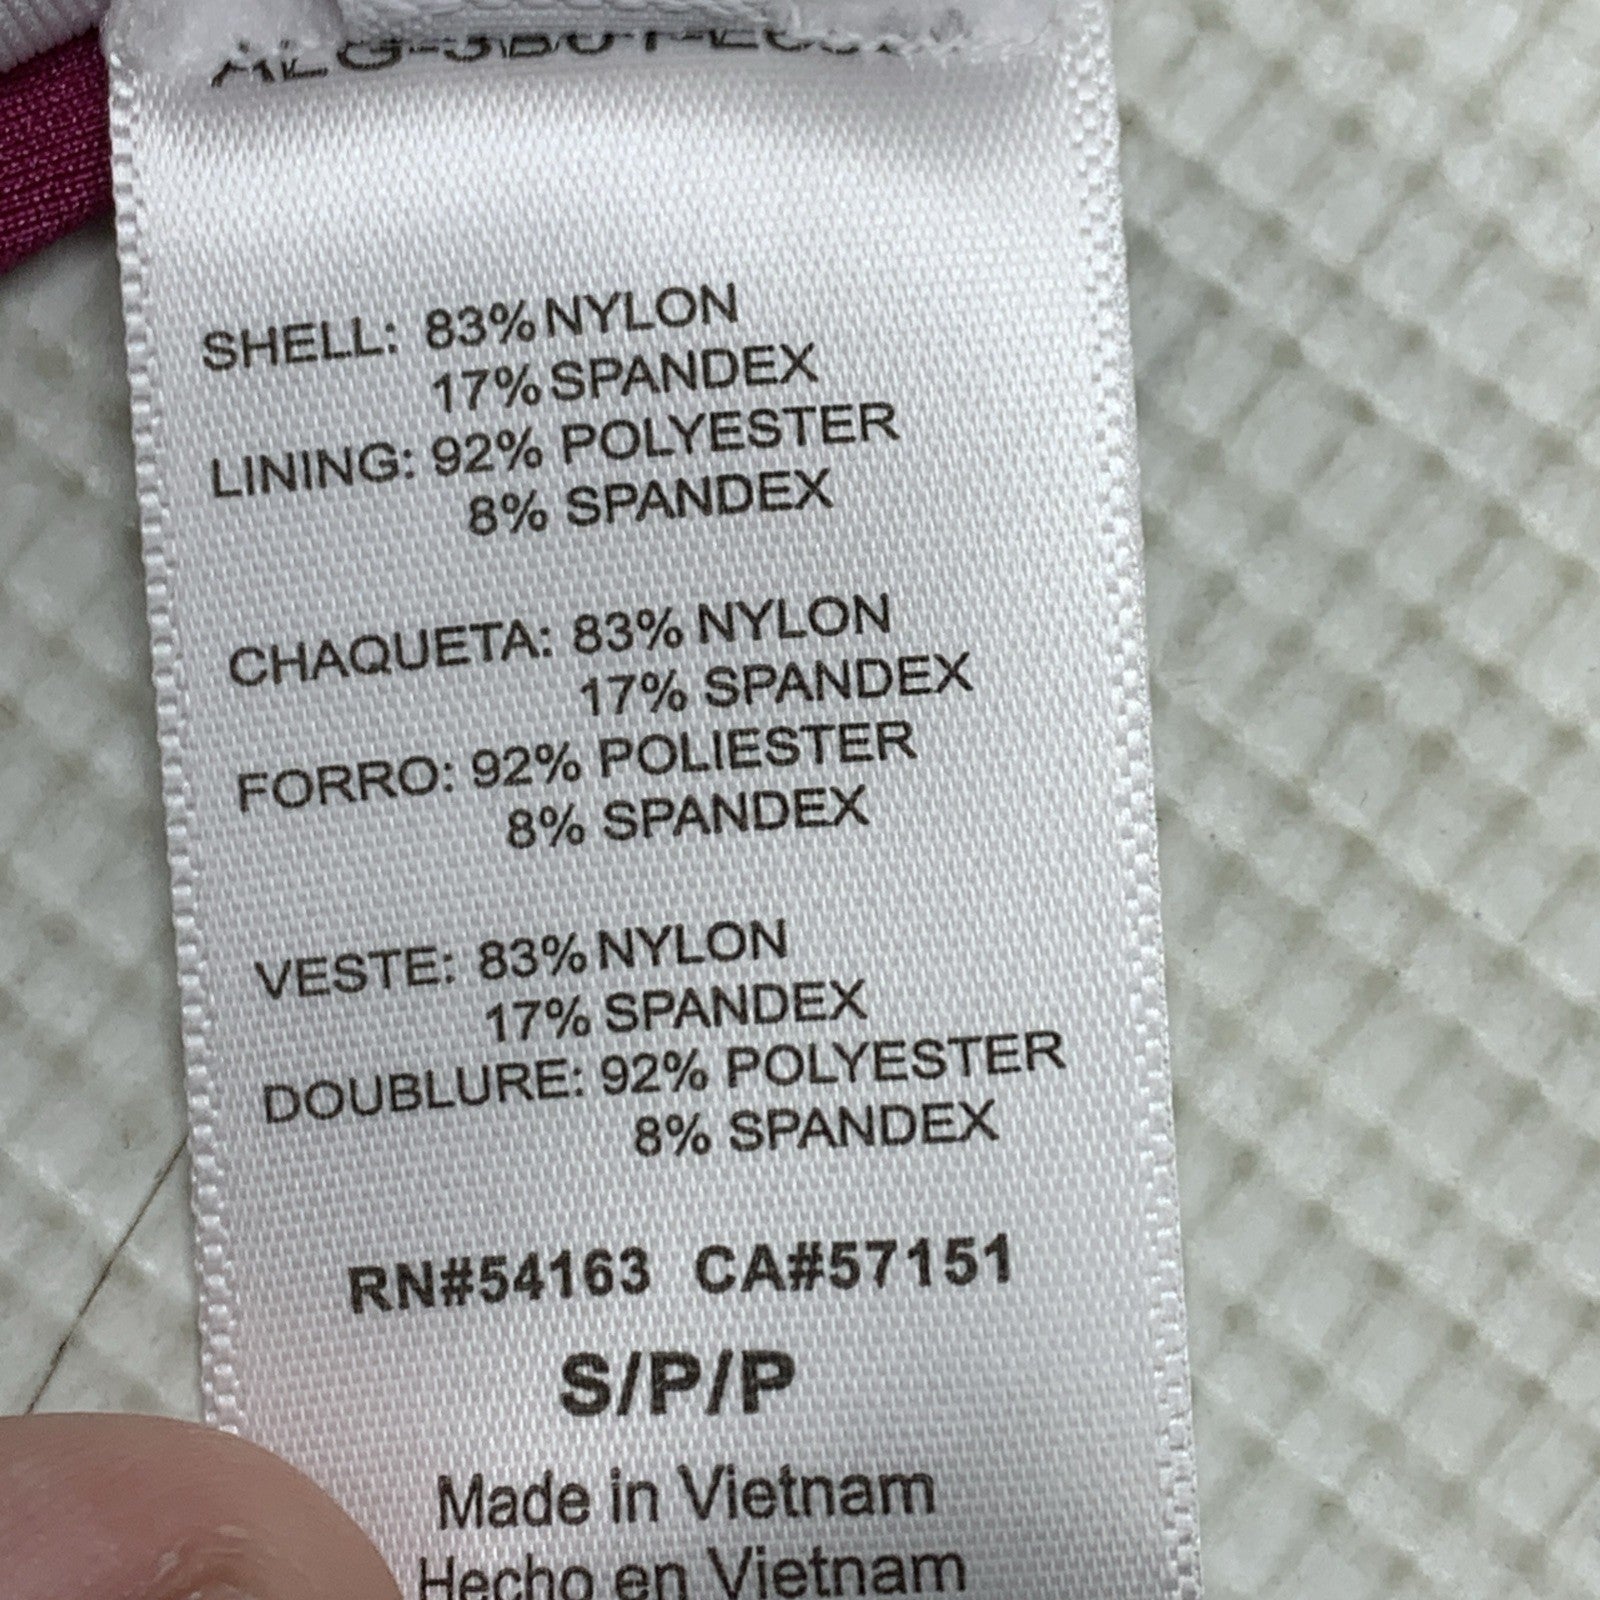 SHELL: 83% NYLON
17% SPANDEX
LINING: 92% POLYESTER
8% SPANDEX
CHAQUETA: 83% NYLON
17% SPANDEX
FORRO: 92% POLIESTER
8% SPANDEX
VESTE: 83% NYLON
17% SPANDEX
DOUBLURE: 92% POLYESTER
8% SPANDEX
RN#54163 CA#57151
S/P/P
Made in Vietnam
Hecho en Vietnam